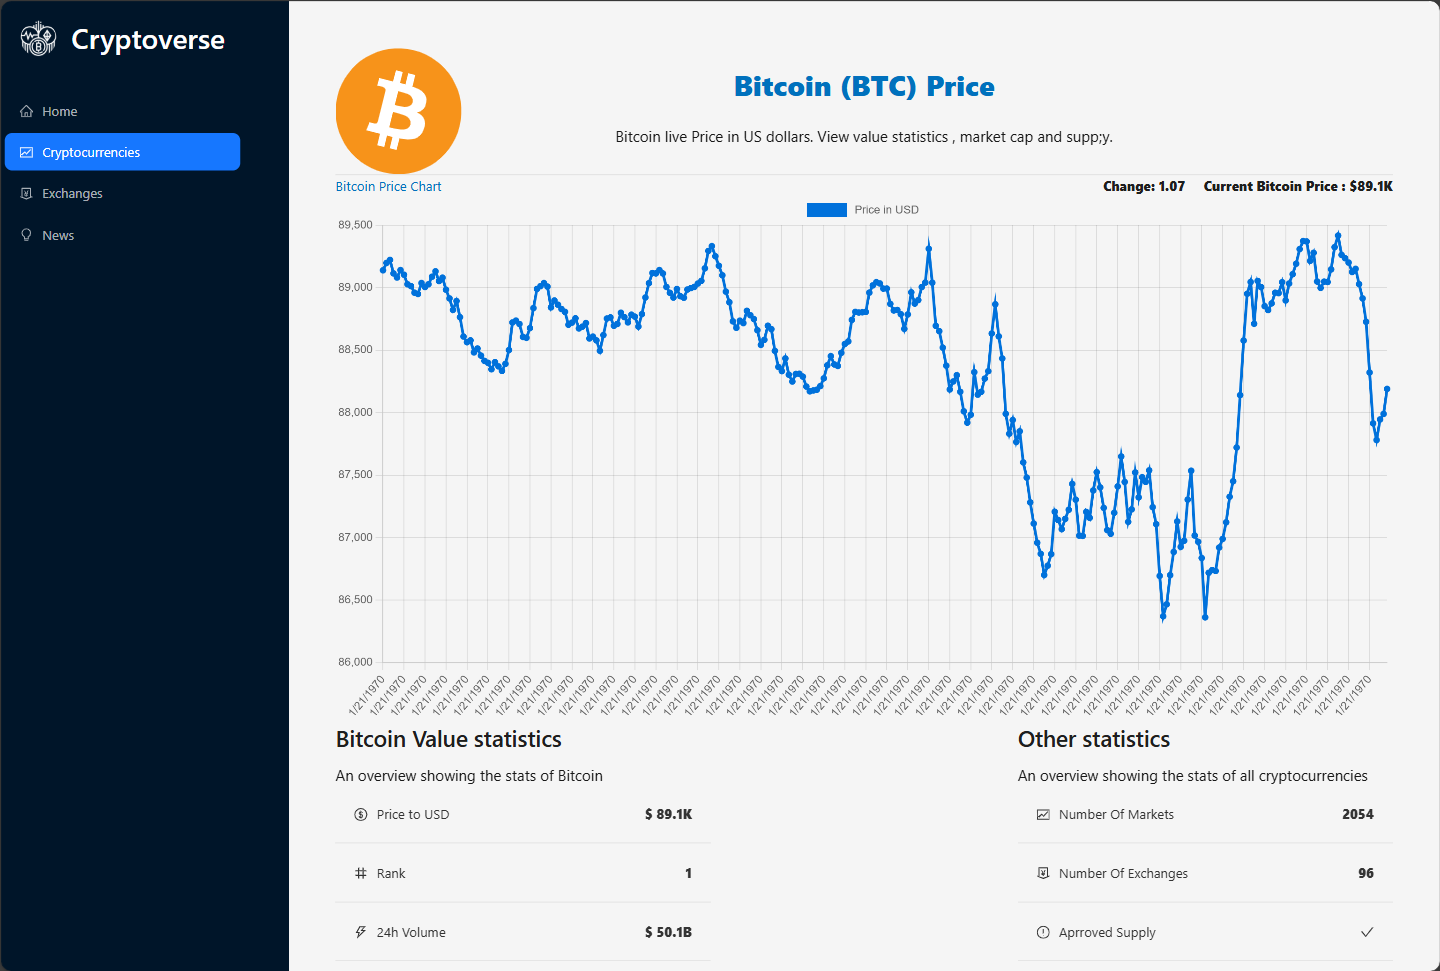 Cryptoverse
Home
Cryptocurrencies
Exchanges
News
Bitcoin (BTC) Price
Bitcoin live Price in US dollars. View value statistics , market cap and supp;y.
Bitcoin Price Chart
Change: 1.07 Current Bitcoin Price : $89.1K
Price in USD
89,500
89,000
88,500
88,000
87,500
87,000
86,500
86,000
1/21/1970 1/21/1970 1/21/1970 1/21/1970 1/21/1970 1/21/1970 1/21/1970 1/21/1970 1/21/1970 1/21/1970 1/21/1970 1/21/1970 1/21/1970 1/21/1970 1/21/1970 1/21/1970 1/21/1970 1/21/1970 1/21/1970 1/21/1970 1/21/1970 1/21/1970 1/21/1970 1/21/1970 1/21/1970 1/21/1970 1/21/1970 1/21/1970 1/21/1970 1/21/1970 1/21/1970 1/21/1970 1/21/1970 1/21/1970 1/21/1970 1/21/1970 1/21/1970 1/21/1970 1/21/1970 1/21/1970 1/21/1970 1/21/1970 1/21/1970 1/21/1970 1/21/1970 1/21/1970 1/21/1970 1/21/1970
Bitcoin Value statistics
An overview showing the stats of Bitcoin
Price to USD $ 89.1K
Rank 1
24h Volume $ 50.1B
Other statistics
An overview showing the stats of all cryptocurrencies
Number Of Markets 2054
Number Of Exchanges 96
Aprroved Supply